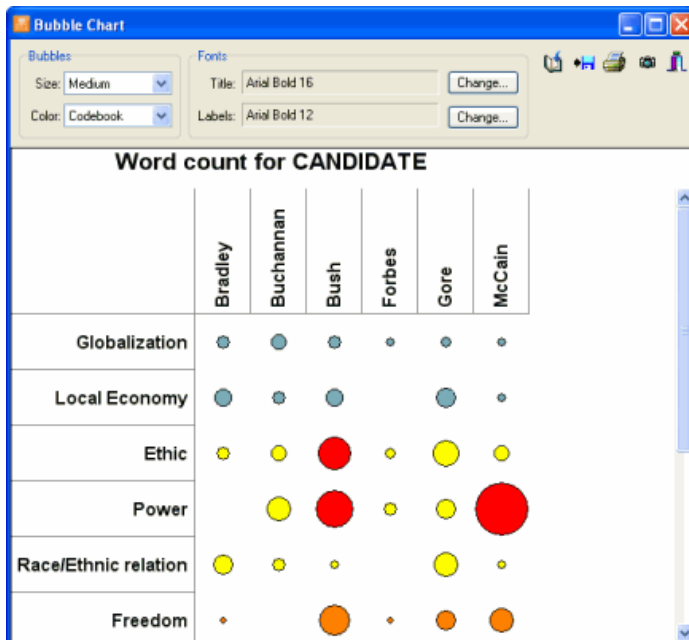 Bubble Chart
Bubbles
Fonts
Size: Medium
Title: Arial Bold 16
Change...
Color: Codebook
Labels: Arial Bold 12
Change...
Word count for CANDIDATE
Bradley
Buchannan
Bush
Forbes
Gore
McCain
Globalization
Local Economy
Ethic
Power
Race/Ethnic relation
Freedom